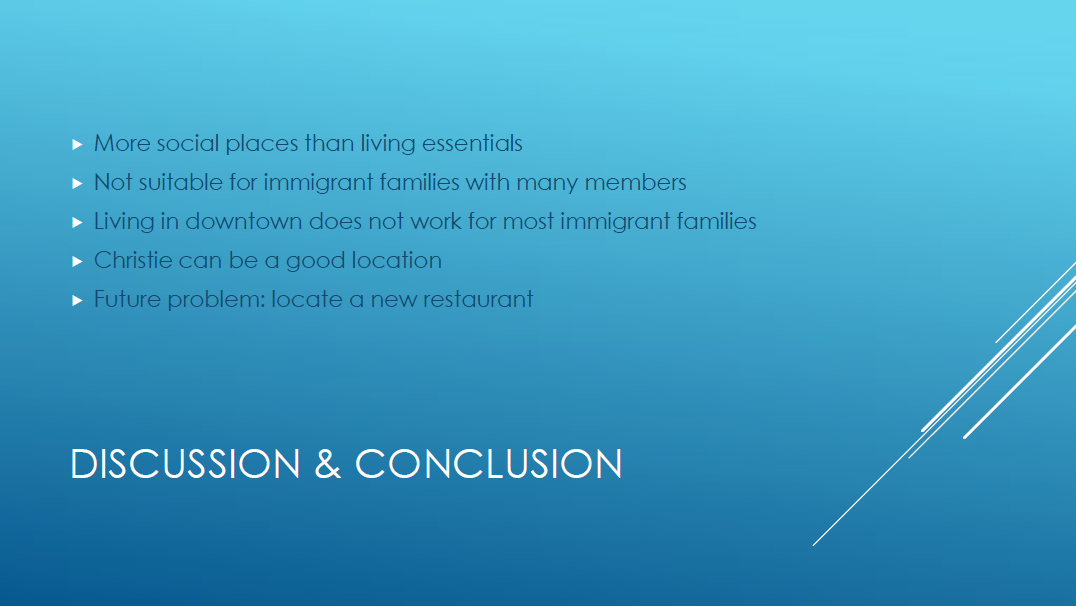 More social places than living essentials
Not suitable for immigrant families with many members
Living in downtown does not work for most immigrant families
Christie can be a good location
Future problem: locate a new restaurant
DISCUSSION & CONCLUSION